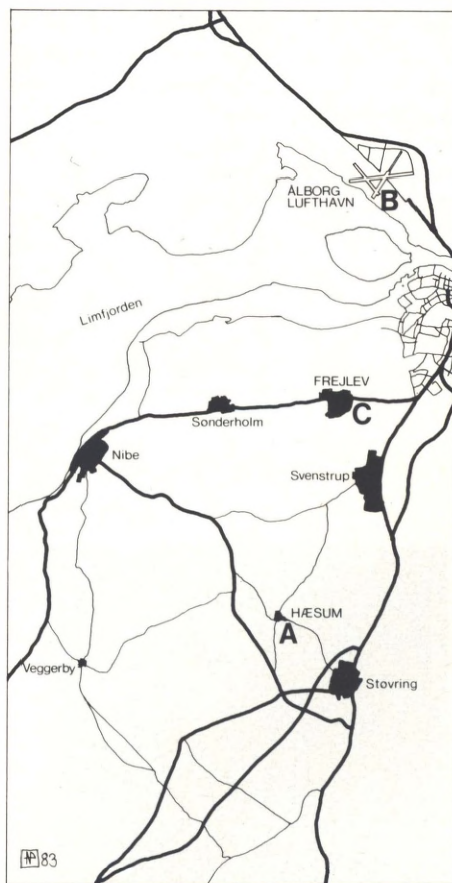 ÅLBORG
LUFTHAVN
B
Limfjorden
FREJLEV
C
Sønderholm
Nibe
Svenstrup
HÆSUM
A
Veggerby
Støvring
83